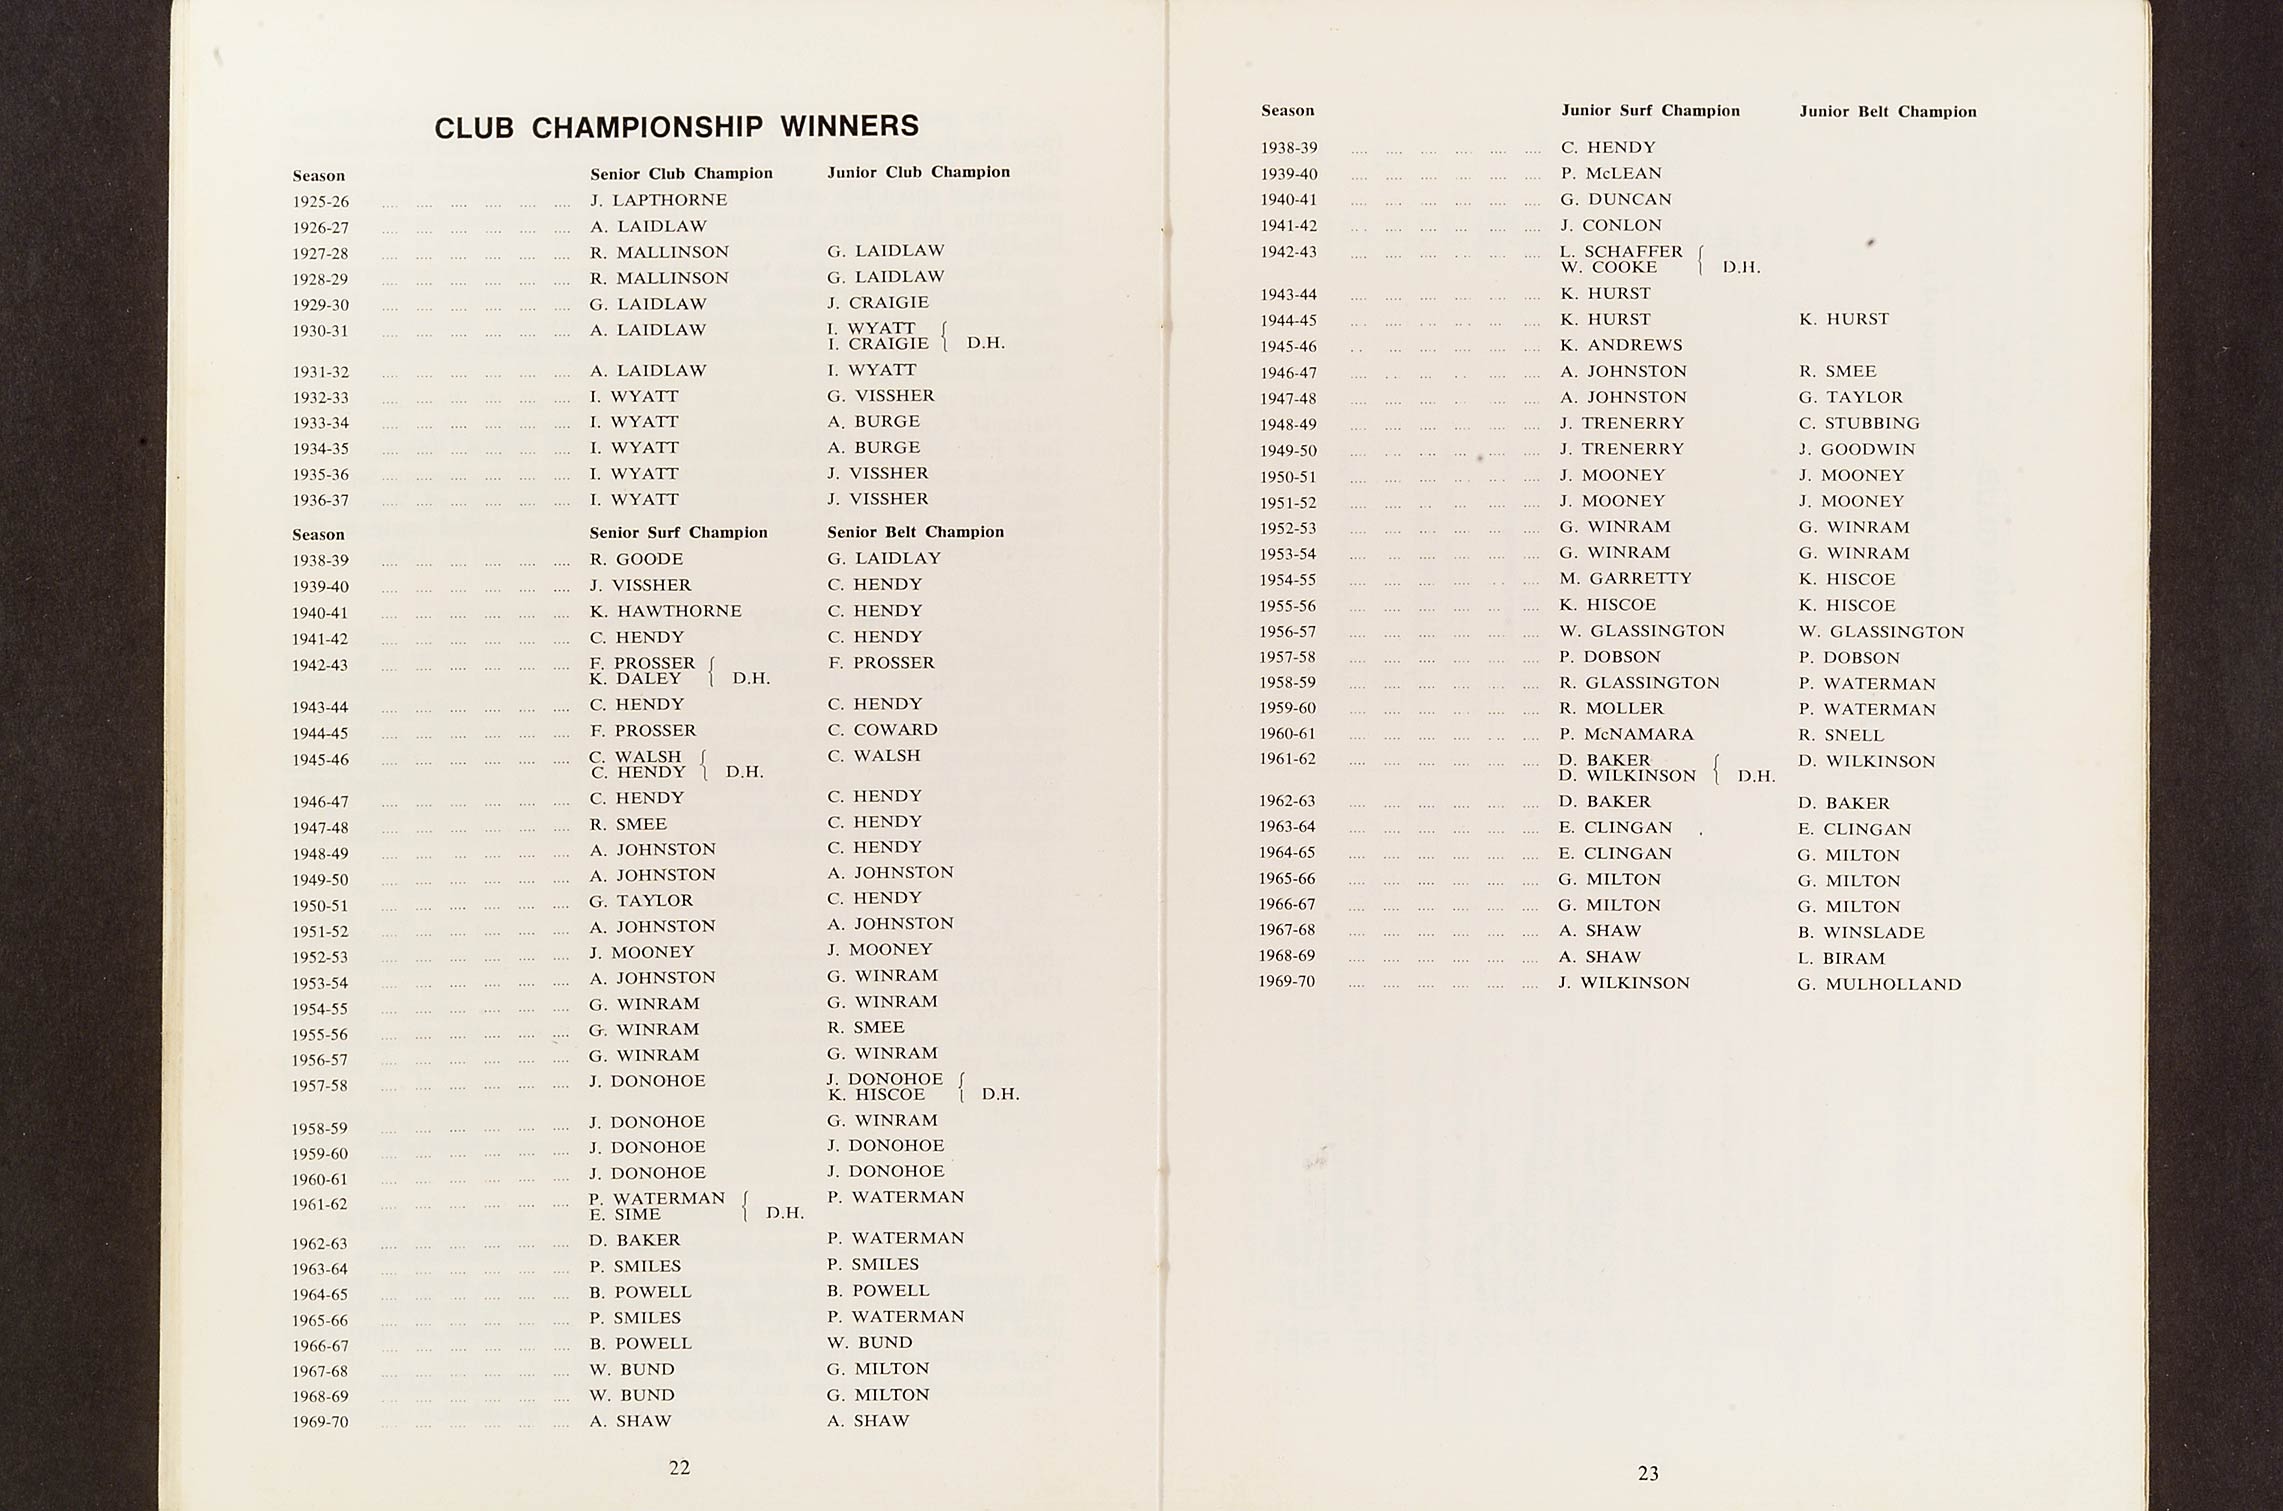 CLUB CHAMPIONSHIP WINNERS
Season Senior Club Champion Junior Club Champion
1925-26 .... .... .... .... .... .... J. LAPTHORNE
1926-27 .... .... .... .... .... .... A. LAIDLAW
1927-28 .... .... .... .... .... .... R. MALLINSON G. LAIDLAW
1928-29 .... .... .... .... .... .... R. MALLINSON G. LAIDLAW
1929-30 .... .... .... .... .... .... G. LAIDLAW J. CRAIGIE
1930-31 .... .... .... .... .... .... A. LAIDLAW I. WYATT
I. CRAIGIE D.H.
1931-32 .... .... .... .... .... .... A. LAIDLAW I. WYATT
1932-33 .... .... .... .... .... .... I. WYATT G. VISSHER
1933-34 .... .... .... .... .... .... I. WYATT A. BURGE
1934-35 .... .... .... .... .... .... I. WYATT A. BURGE
1935-36 .... .... .... .... .... .... I. WYATT J. VISSHER
1936-37 .... .... .... .... .... .... I. WYATT J. VISSHER
Season Senior Surf Champion Senior Belt Champion
1938-39 .... .... .... .... .... .... R. GOODE G. LAIDLAY
1939-40 .... .... .... .... .... .... J. VISSHER C. HENDY
1940-41 .... .... .... .... .... .... K. HAWTHORNE C. HENDY
1941-42 .... .... .... .... .... .... C. HENDY C. HENDY
1942-43 .... .... .... .... .... .... F. PROSSER F. PROSSER
K. DALEY D.H.
1943-44 .... .... .... .... .... .... C. HENDY C. HENDY
1944-45 .... .... .... .... .... .... F. PROSSER C. COWARD
1945-46 .... .... .... .... .... .... C. WALSH C. WALSH
C. HENDY D.H.
1946-47 .... .... .... .... .... .... C. HENDY C. HENDY
1947-48 .... .... .... .... .... .... R. SMEE C. HENDY
1948-49 .... .... .... .... .... .... A. JOHNSTON C. HENDY
1949-50 .... .... .... .... .... .... A. JOHNSTON A. JOHNSTON
1950-51 .... .... .... .... .... .... G. TAYLOR C. HENDY
1951-52 .... .... .... .... .... .... A. JOHNSTON A. JOHNSTON
1952-53 .... .... .... .... .... .... J. MOONEY J. MOONEY
1953-54 .... .... .... .... .... .... A. JOHNSTON G. WINRAM
1954-55 .... .... .... .... .... .... G. WINRAM G. WINRAM
1955-56 .... .... .... .... .... .... G. WINRAM R. SMEE
1956-57 .... .... .... .... .... .... G. WINRAM G. WINRAM
1957-58 .... .... .... .... .... .... J. DONOHOE J. DONOHOE
K. HISCOE D.H.
1958-59 .... .... .... .... .... .... J. DONOHOE G. WINRAM
1959-60 .... .... .... .... .... .... J. DONOHOE J. DONOHOE
1960-61 .... .... .... .... .... .... J. DONOHOE J. DONOHOE
1961-62 .... .... .... .... .... .... P. WATERMAN P. WATERMAN
E. SIME D.H.
1962-63 .... .... .... .... .... .... D. BAKER P. WATERMAN
1963-64 .... .... .... .... .... .... P. SMILES P. SMILES
1964-65 .... .... .... .... .... .... B. POWELL B. POWELL
1965-66 .... .... .... .... .... .... P. SMILES P. WATERMAN
1966-67 .... .... .... .... .... .... B. POWELL W. BUND
1967-68 .... .... .... .... .... .... W. BUND G. MILTON
1968-69 .... .... .... .... .... .... W. BUND G. MILTON
1969-70 .... .... .... .... .... .... A. SHAW A. SHAW
22
Season Junior Surf Champion Junior Belt Champion
1938-39 .... .... .... .... .... .... C. HENDY
1939-40 .... .... .... .... .... .... P. McLEAN
1940-41 .... .... .... .... .... .... G. DUNCAN
1941-42 .... .... .... .... .... .... J. CONLON
1942-43 .... .... .... .... .... .... L. SCHAFFER
W. COOKE D.H.
1943-44 .... .... .... .... .... .... K. HURST
1944-45 .... .... .... .... .... .... K. HURST K. HURST
1945-46 .... .... .... .... .... .... K. ANDREWS
1946-47 .... .... .... .... .... .... A. JOHNSTON R. SMEE
1947-48 .... .... .... .... .... .... A. JOHNSTON G. TAYLOR
1948-49 .... .... .... .... .... .... J. TRENERRY C. STUBBING
1949-50 .... .... .... .... .... .... J. TRENERRY J. GOODWIN
1950-51 .... .... .... .... .... .... J. MOONEY J. MOONEY
1951-52 .... .... .... .... .... .... J. MOONEY J. MOONEY
1952-53 .... .... .... .... .... .... G. WINRAM G. WINRAM
1953-54 .... .... .... .... .... .... G. WINRAM G. WINRAM
1954-55 .... .... .... .... .... .... M. GARRETTY K. HISCOE
1955-56 .... .... .... .... .... .... K. HISCOE K. HISCOE
1956-57 .... .... .... .... .... .... W. GLASSINGTON W. GLASSINGTON
1957-58 .... .... .... .... .... .... P. DOBSON P. DOBSON
1958-59 .... .... .... .... .... .... R. GLASSINGTON P. WATERMAN
1959-60 .... .... .... .... .... .... R. MOLLER P. WATERMAN
1960-61 .... .... .... .... .... .... P. McNAMARA R. SNELL
1961-62 .... .... .... .... .... .... D. BAKER D. WILKINSON
D. WILKINSON D.H.
1962-63 .... .... .... .... .... .... D. BAKER D. BAKER
1963-64 .... .... .... .... .... .... E. CLINGAN E. CLINGAN
1964-65 .... .... .... .... .... .... E. CLINGAN G. MILTON
1965-66 .... .... .... .... .... .... G. MILTON G. MILTON
1966-67 .... .... .... .... .... .... G. MILTON G. MILTON
1967-68 .... .... .... .... .... .... A. SHAW B. WINSLADE
1968-69 .... .... .... .... .... .... A. SHAW L. BIRAM
1969-70 .... .... .... .... .... .... J. WILKINSON G. MULHOLLAND
23